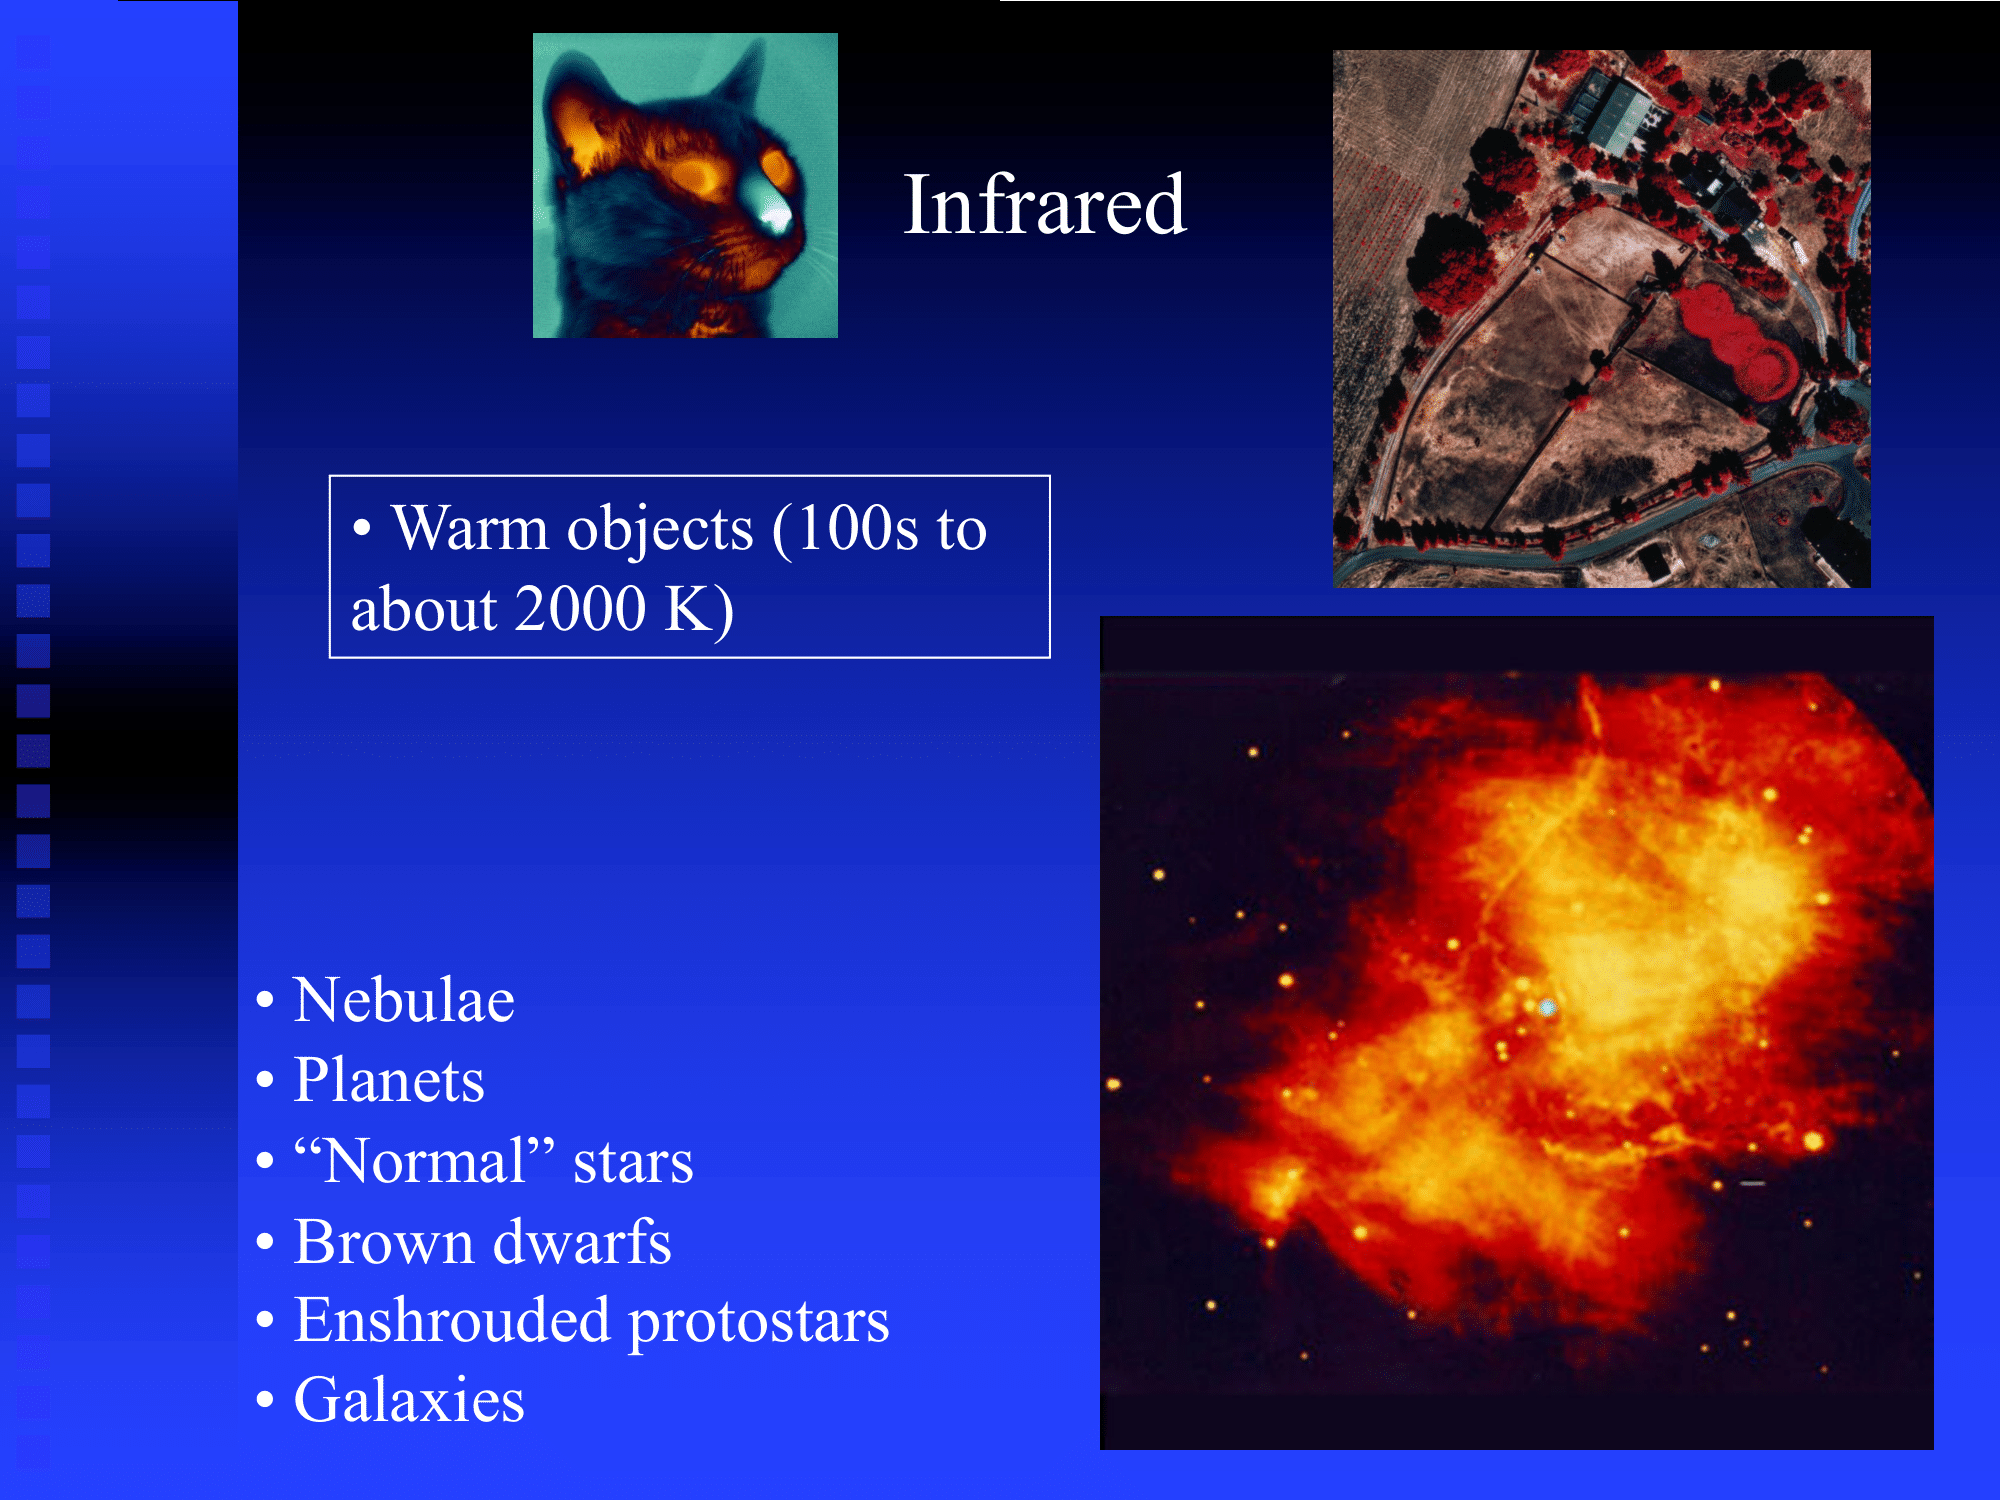 Infrared
• Warm objects (100s to
about 2000 K)
• Nebulae
• Planets
• “Normal” stars
• Brown dwarfs
• Enshrouded protostars
• Galaxies